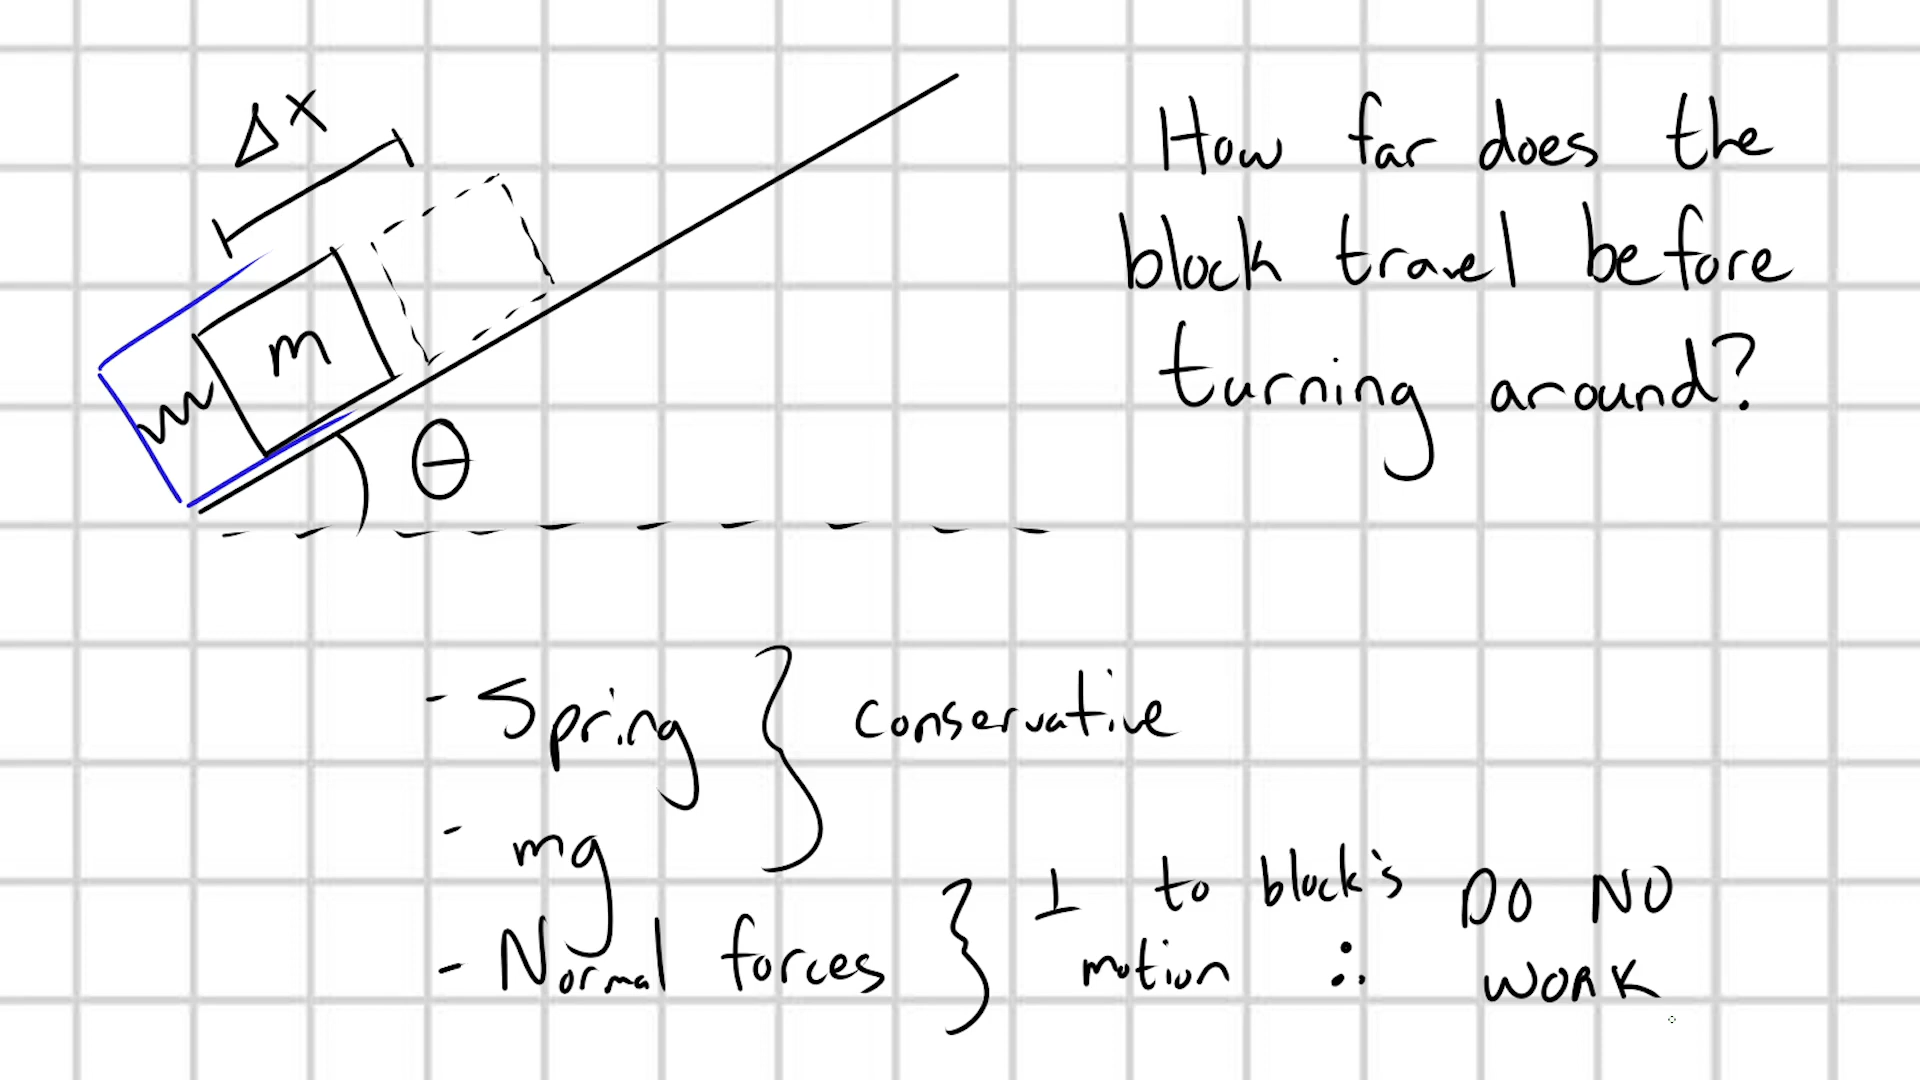 Δx
m
θ
How far does the
block travel before
turning around?
- Spring } conservative
- mg
- Normal forces } ⊥ to block's
motion ∴ DO NO
WORK